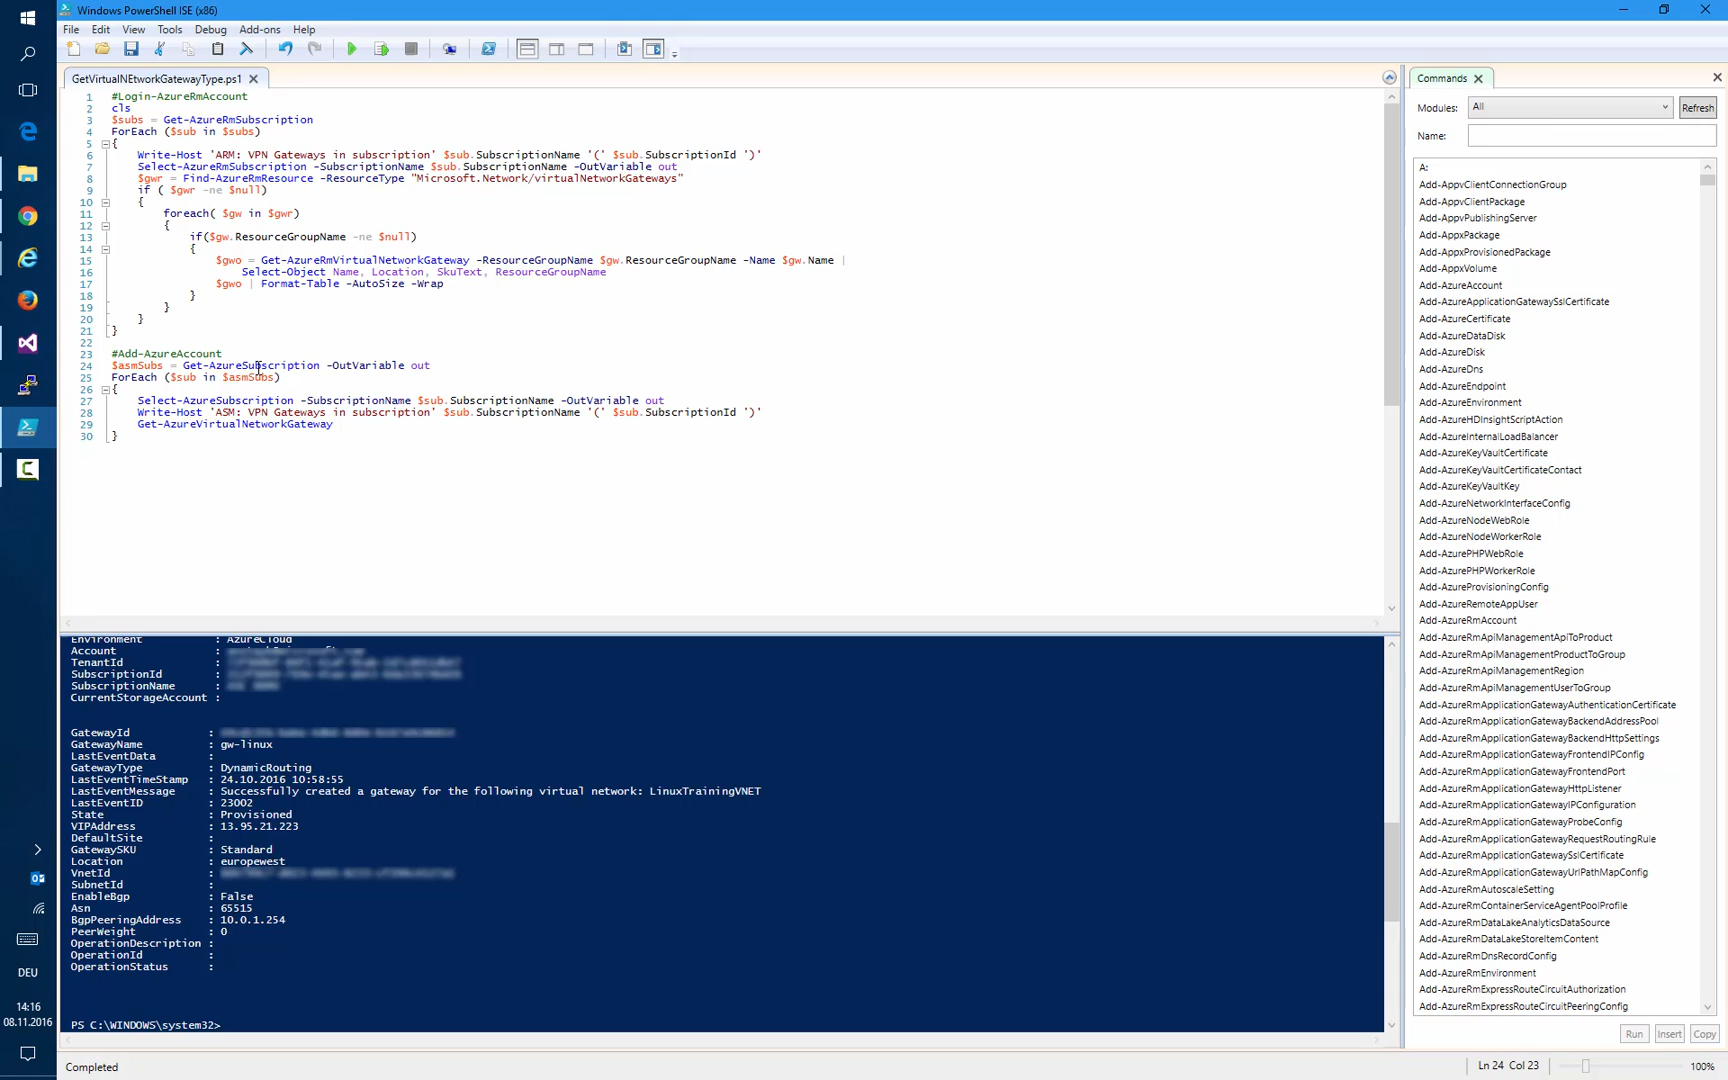 Windows PowerShell ISE (x86)
File Edit View Tools Debug Add-ons Help
GetVirtualNEtworkGatewayType.ps1
1 #Login-AzureRmAccount
2 cls
3 $subs = Get-AzureRmSubscription
4 ForEach ($sub in $subs)
5 {
6 Write-Host 'ARM: VPN Gateways in subscription' $sub.SubscriptionName '(' $sub.SubscriptionId ')'
7 Select-AzureRmSubscription -SubscriptionName $sub.SubscriptionName -OutVariable out
8 $gwr = Find-AzureRmResource -ResourceType "Microsoft.Network/virtualNetworkGateways"
9 if ( $gwr -ne $null)
10 {
11 foreach( $gw in $gwr)
12 {
13 if($gw.ResourceGroupName -ne $null)
14 {
15 $gwo = Get-AzureRmVirtualNetworkGateway -ResourceGroupName $gw.ResourceGroupName -Name $gw.Name |
16 Select-Object Name, Location, SkuText, ResourceGroupName
17 $gwo | Format-Table -AutoSize -Wrap
18 }
19 }
20 }
21 }
22
23 #Add-AzureAccount
24 $asmSubs = Get-AzureSubscription -OutVariable out
25 ForEach ($sub in $asmSubs)
26 {
27 Select-AzureSubscription -SubscriptionName $sub.SubscriptionName -OutVariable out
28 Write-Host 'ASM: VPN Gateways in subscription' $sub.SubscriptionName '(' $sub.SubscriptionId ')'
29 Get-AzureVirtualNetworkGateway
30 }
Environment : AzureCloud
Account :
TenantId :
SubscriptionId :
SubscriptionName :
CurrentStorageAccount :
GatewayId :
GatewayName : gw-linux
LastEventData :
GatewayType : DynamicRouting
LastEventTimeStamp : 24.10.2016 10:58:55
LastEventMessage : Successfully created a gateway for the following virtual network: LinuxTrainingVNET
LastEventID : 23002
State : Provisioned
VIPAddress : 13.95.21.223
DefaultSite :
GatewaySKU : Standard
Location : europewest
VnetId :
SubnetId :
EnableBgp : False
Asn : 65515
BgpPeeringAddress : 10.0.1.254
PeerWeight : 0
OperationDescription :
OperationId :
OperationStatus :
PS C:\WINDOWS\system32>
Completed
Ln 24 Col 23
100%
Commands
Modules: All Refresh
Name:
A:
Add-AppvClientConnectionGroup
Add-AppvClientPackage
Add-AppvPublishingServer
Add-AppxPackage
Add-AppxProvisionedPackage
Add-AppxVolume
Add-AzureAccount
Add-AzureApplicationGatewaySslCertificate
Add-AzureCertificate
Add-AzureDataDisk
Add-AzureDisk
Add-AzureDns
Add-AzureEndpoint
Add-AzureEnvironment
Add-AzureHDInsightScriptAction
Add-AzureInternalLoadBalancer
Add-AzureKeyVaultCertificate
Add-AzureKeyVaultCertificateContact
Add-AzureKeyVaultKey
Add-AzureNetworkInterfaceConfig
Add-AzureNodeWebRole
Add-AzureNodeWorkerRole
Add-AzurePHPWebRole
Add-AzurePHPWorkerRole
Add-AzureProvisioningConfig
Add-AzureRemoteAppUser
Add-AzureRmAccount
Add-AzureRmApiManagementApiToProduct
Add-AzureRmApiManagementProductToGroup
Add-AzureRmApiManagementRegion
Add-AzureRmApiManagementUserToGroup
Add-AzureRmApplicationGatewayAuthenticationCertificate
Add-AzureRmApplicationGatewayBackendAddressPool
Add-AzureRmApplicationGatewayBackendHttpSettings
Add-AzureRmApplicationGatewayFrontendIPConfig
Add-AzureRmApplicationGatewayFrontendPort
Add-AzureRmApplicationGatewayHttpListener
Add-AzureRmApplicationGatewayIPConfiguration
Add-AzureRmApplicationGatewayProbeConfig
Add-AzureRmApplicationGatewayRequestRoutingRule
Add-AzureRmApplicationGatewaySslCertificate
Add-AzureRmApplicationGatewayUrlPathMapConfig
Add-AzureRmAutoscaleSetting
Add-AzureRmContainerServiceAgentPoolProfile
Add-AzureRmDataLakeAnalyticsDataSource
Add-AzureRmDataLakeStoreItemContent
Add-AzureRmDnsRecordConfig
Add-AzureRmEnvironment
Add-AzureRmExpressRouteCircuitAuthorization
Add-AzureRmExpressRouteCircuitPeeringConfig
Run Insert Copy
DEU
14:16
08.11.2016